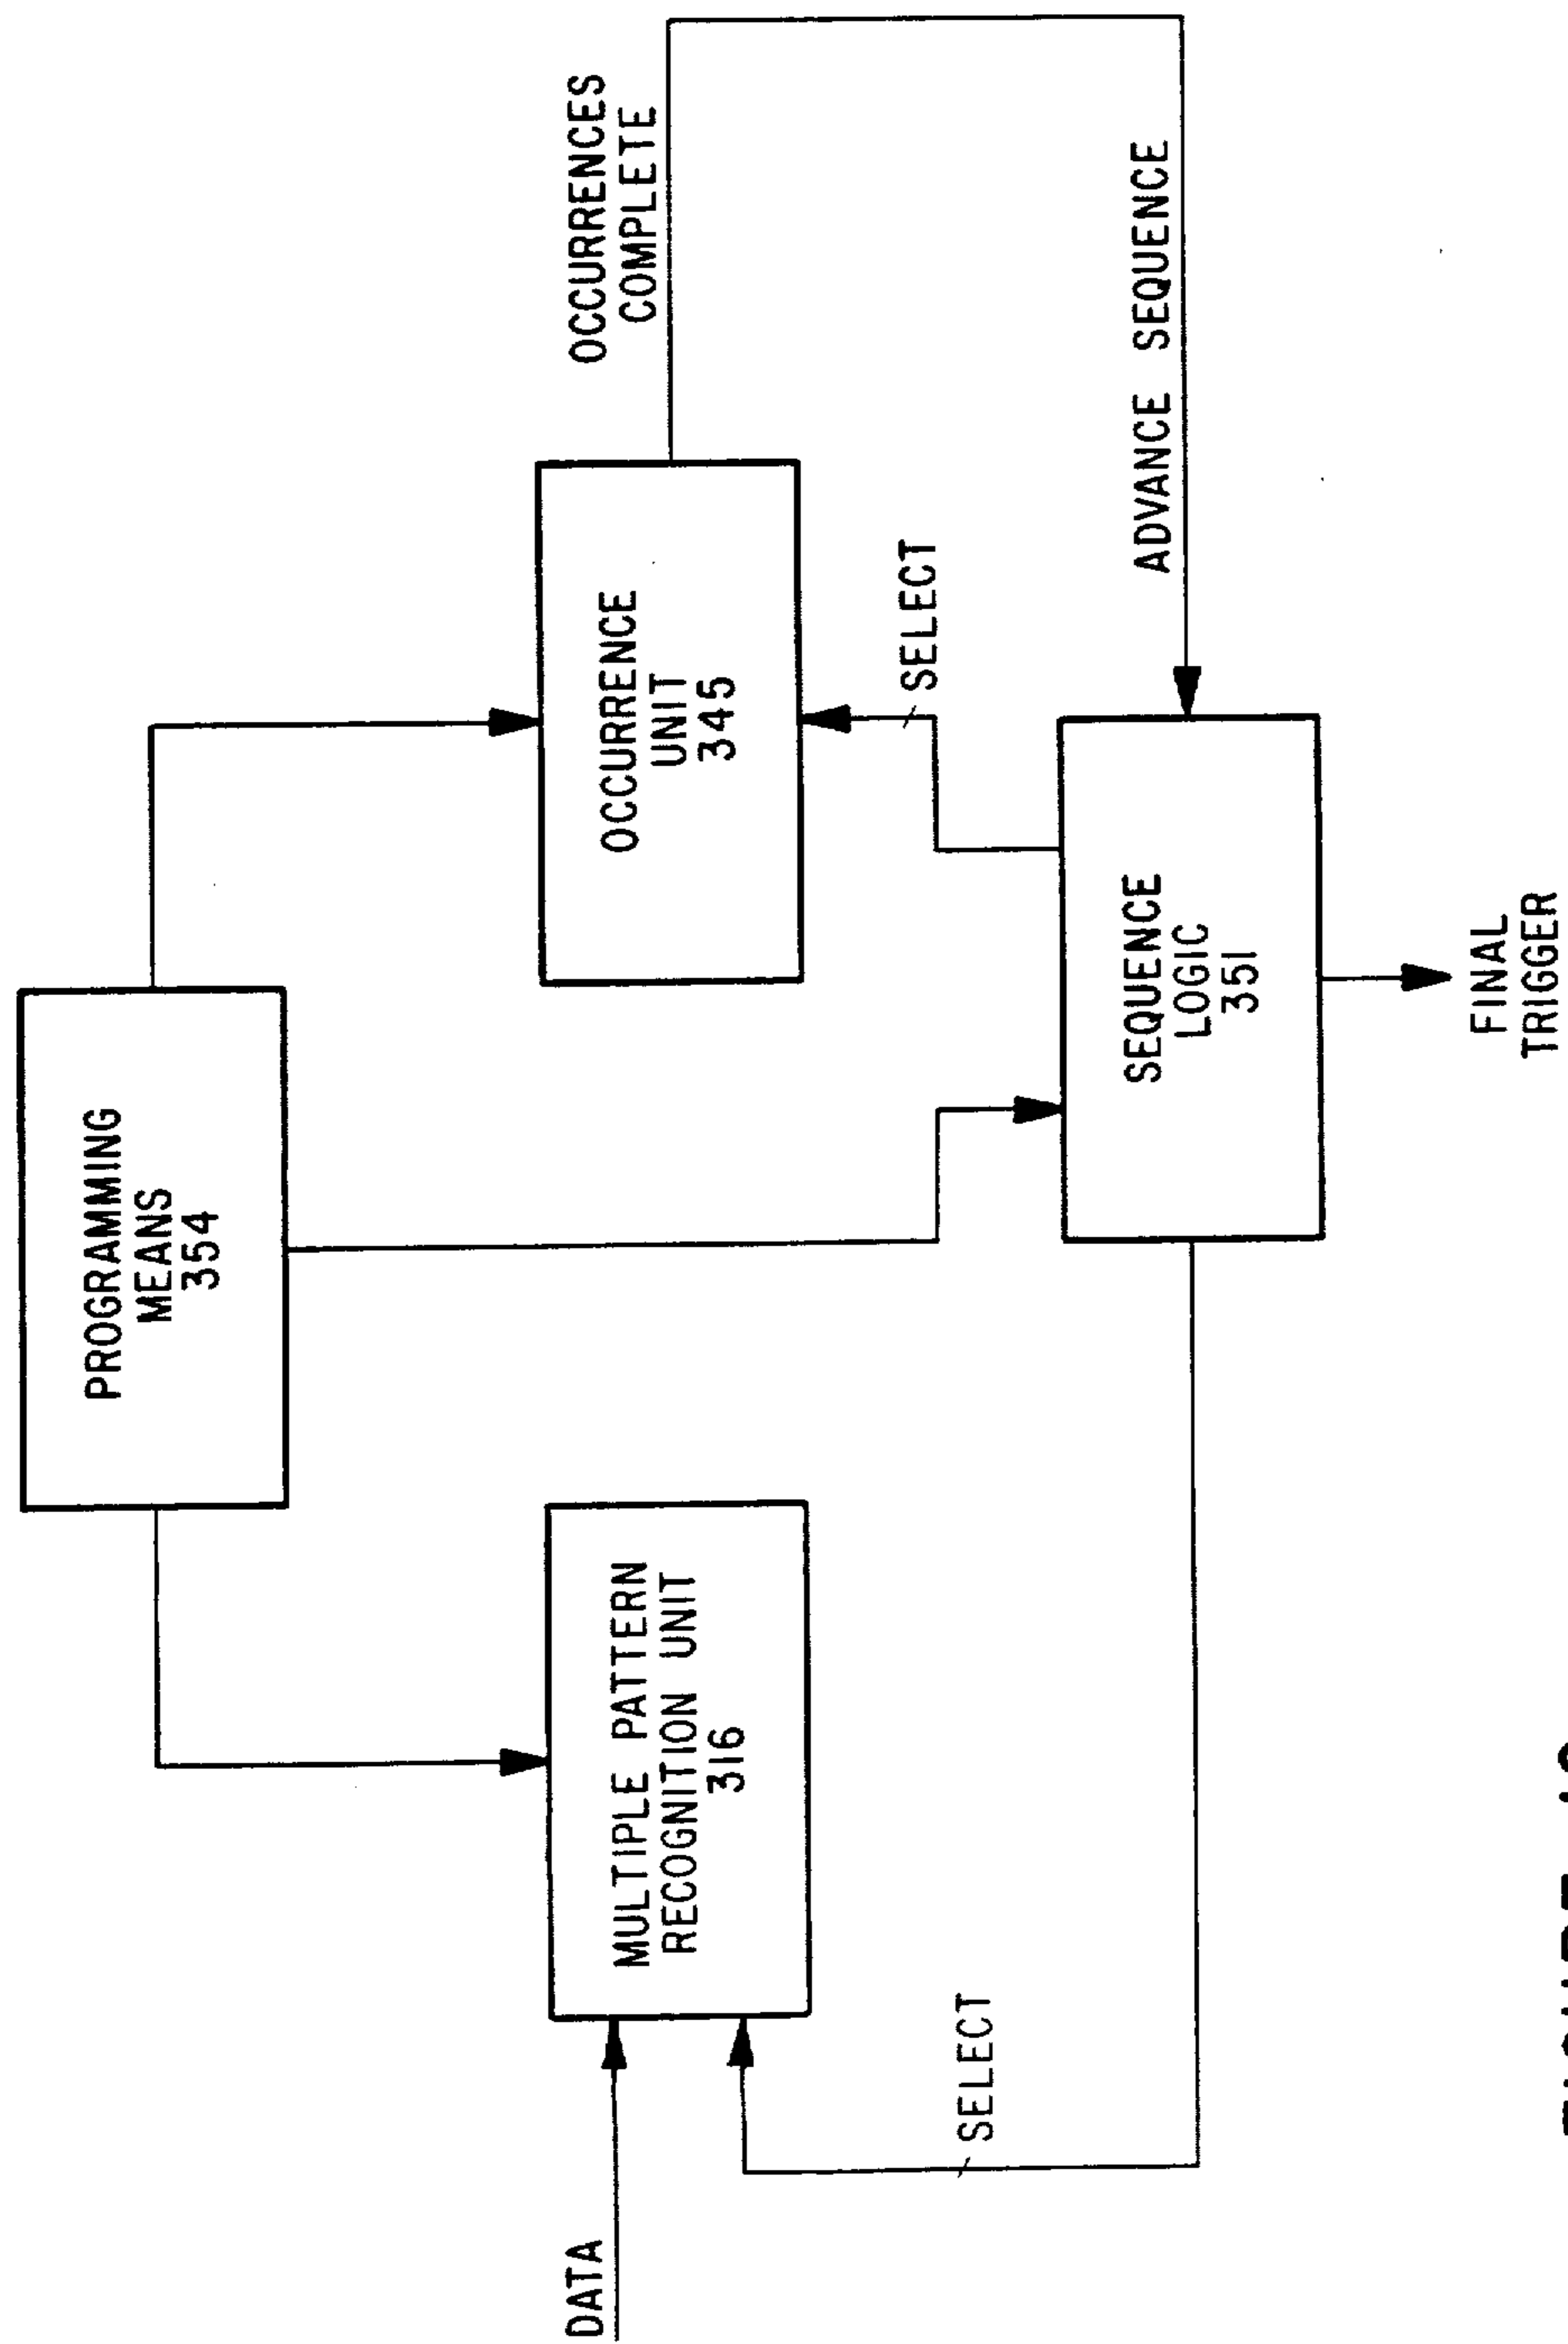 PROGRAMMING
MEANS
354
OCCURRENCES
COMPLETE
MULTIPLE PATTERN
RECOGNITION UNIT
316
OCCURRENCE
UNIT
345
DATA
SELECT
SELECT
ADVANCE SEQUENCE
SEQUENCE
LOGIC
351
FINAL
TRIGGER